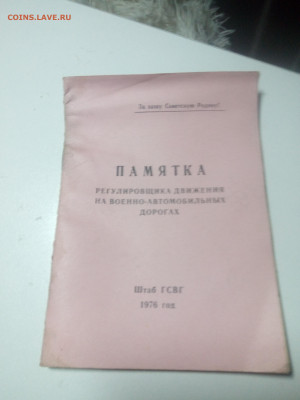 COINS.LAVE.RU
За нашу Советскую Родину!
ПАМЯТКА
РЕГУЛИРОВЩИКА ДВИЖЕНИЯ
НА ВОЕННО-АВТОМОБИЛЬНЫХ
ДОРОГАХ
Штаб ГСВГ
1976 год